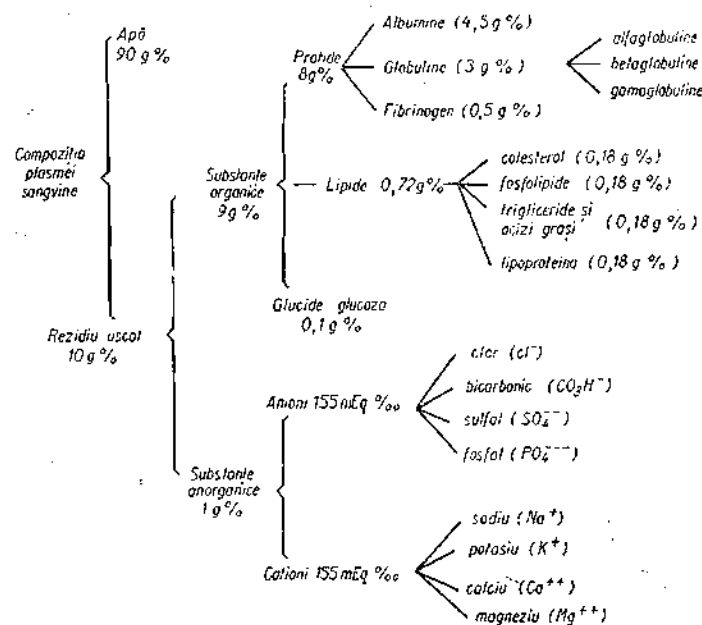 Compoziția
plasmei
sangvine
Apă
90 g %
Rezidiu uscat
10 g %
Substanțe
organice
9 g %
Protide
8 g %
Albumine (4,5 g %)
Globuline (3 g %)
alfaglobuline
betaglobuline
gamaglobuline
Fibrinogen (0,5 g %)
Lipide 0,72 g %
colesterol (0,18 g %)
fosfolipide (0,18 g %)
trigliceride și
acizi grași (0,18 g %)
lipoproteina (0,18 g %)
Glucide glucoza
0,1 g %
Substanțe
anorganice
1 g %
Anioni 155 mEq %₀₀
clor (cl⁻)
bicarbonic (CO₃H⁻)
sulfat (SO₄⁻⁻)
fosfat (PO₄⁻⁻⁻)
Cationi 155 mEq %₀₀
sodiu (Na⁺)
potasiu (K⁺)
calciu (Ca⁺⁺)
magneziu (Mg⁺⁺)